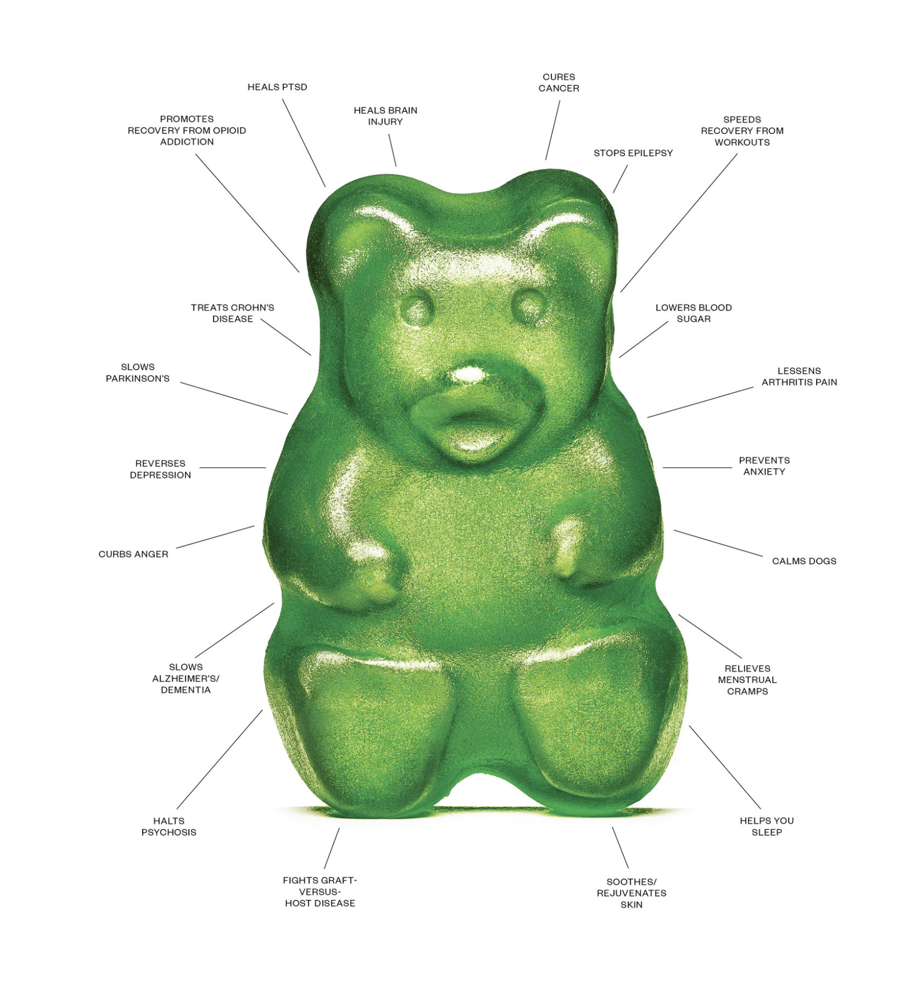 HEALS PTSD
CURES
CANCER
HEALS BRAIN
INJURY
PROMOTES
RECOVERY FROM OPIOID
ADDICTION
SPEEDS
RECOVERY FROM
WORKOUTS
STOPS EPILEPSY
TREATS CROHN'S
DISEASE
LOWERS BLOOD
SUGAR
SLOWS
PARKINSON'S
LESSENS
ARTHRITIS PAIN
REVERSES
DEPRESSION
PREVENTS
ANXIETY
CURBS ANGER
CALMS DOGS
SLOWS
ALZHEIMER'S/
DEMENTIA
RELIEVES
MENSTRUAL
CRAMPS
HALTS
PSYCHOSIS
HELPS YOU
SLEEP
FIGHTS GRAFT-
VERSUS-
HOST DISEASE
SOOTHES/
REJUVENATES
SKIN